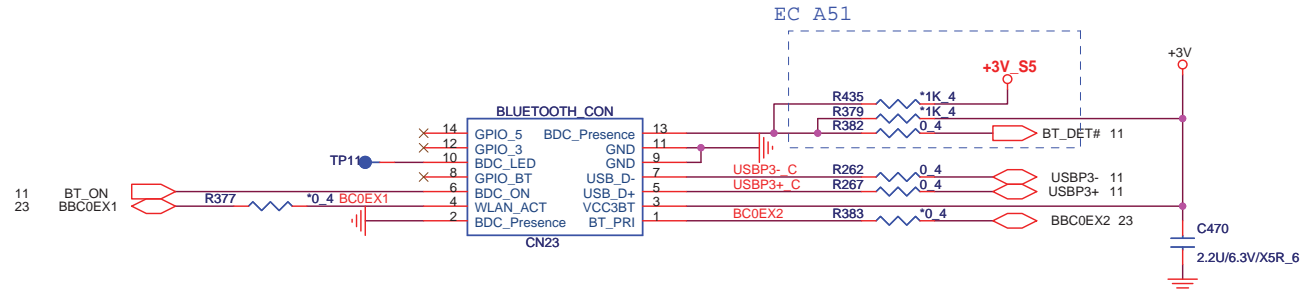 EC A51
+3V
+3V_S5
R435 *1K_4
R379 *1K_4
R382 0_4
BT_DET# 11
BLUETOOTH_CON
14 GPIO_5 BDC_Presence 13
12 GPIO_3 GND 11
TP11 10 BDC_LED GND 9
8 GPIO_BT USB_D- 7 USBP3-_C R262 0_4 USBP3- 11
11 BT_ON 6 BDC_ON USB_D+ 5 USBP3+_C R267 0_4 USBP3+ 11
23 BBC0EX1 R377 *0_4 BC0EX1 4 WLAN_ACT VCC3BT 3
2 BDC_Presence BT_PRI 1 BC0EX2 R383 *0_4 BBC0EX2 23
CN23
C470
2.2U/6.3V/X5R_6